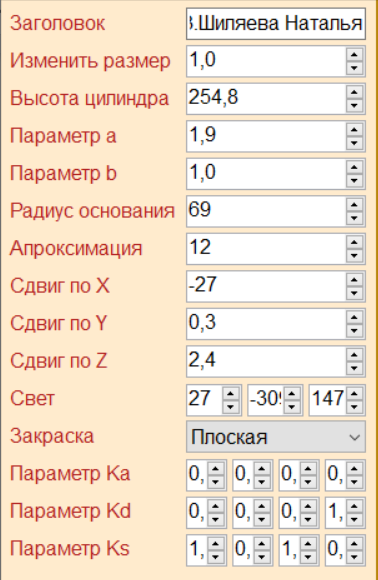 Заголовок .Шиляева Наталья
Изменить размер 1,0
Высота цилиндра 254,8
Параметр a 1,9
Параметр b 1,0
Радиус основания 69
Апроксимация 12
Сдвиг по X -27
Сдвиг по Y 0,3
Сдвиг по Z 2,4
Свет 27 -30 147
Закраска Плоская
Параметр Ka 0, 0, 0, 0,
Параметр Kd 0, 0, 0, 1,
Параметр Ks 1, 0, 1, 0,